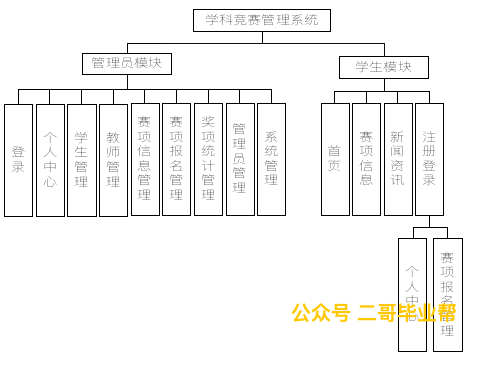 学科竞赛管理系统
管理员模块
学生模块
登录
个人中心
学生管理
教师管理
赛项信息管理
赛项报名管理
奖项统计管理
管理员管理
系统管理
首页
赛项信息
新闻资讯
注册登录
个人中心
赛项报名管理
公众号 二哥毕业帮